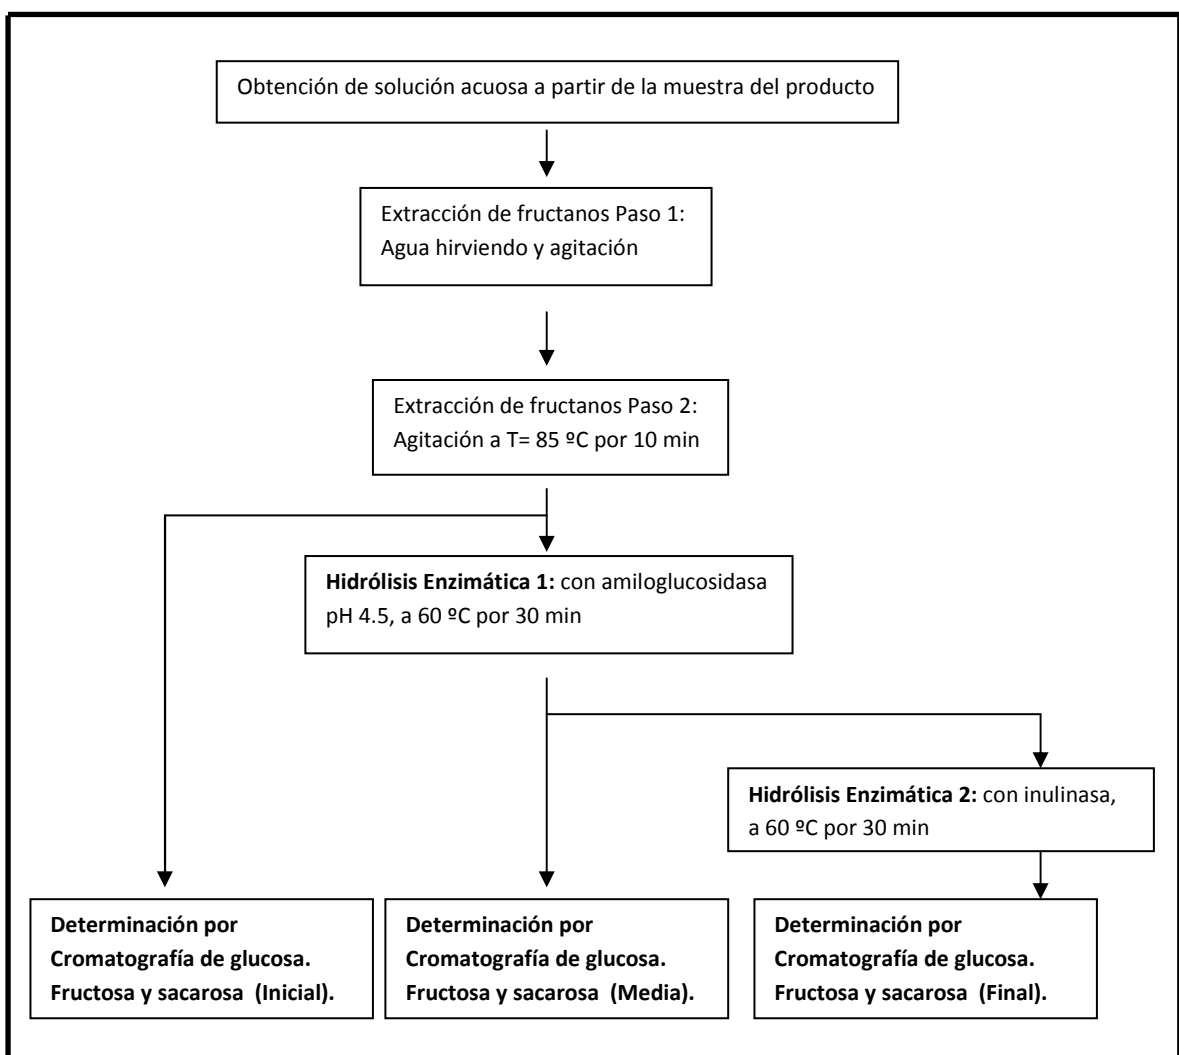 Obtención de solución acuosa a partir de la muestra del producto
Extracción de fructanos Paso 1:
Agua hirviendo y agitación
Extracción de fructanos Paso 2:
Agitación a T= 85 ºC por 10 min
Hidrólisis Enzimática 1: con amiloglucosidasa
pH 4.5, a 60 ºC por 30 min
Hidrólisis Enzimática 2: con inulinasa,
a 60 ºC por 30 min
Determinación por
Cromatografía de glucosa.
Fructosa y sacarosa (Inicial).
Determinación por
Cromatografía de glucosa.
Fructosa y sacarosa (Media).
Determinación por
Cromatografía de glucosa.
Fructosa y sacarosa (Final).